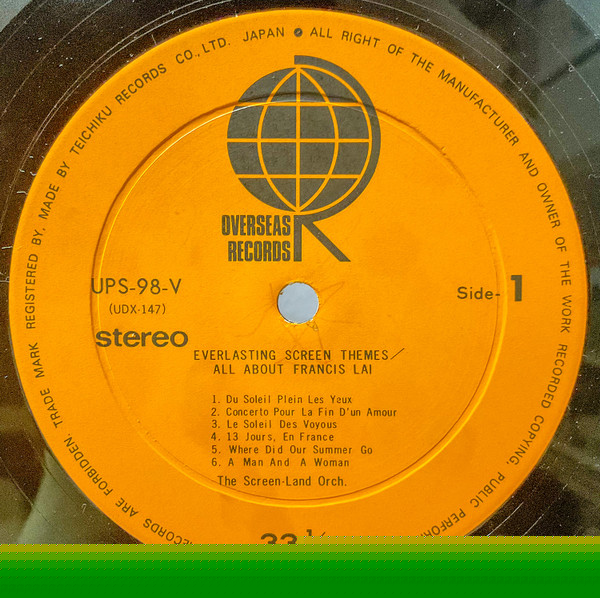 TRADE MARK REGISTERED BY, MADE BY TEICHIKU RECORDS CO., LTD. JAPAN ● ALL RIGHT OF THE MANUFACTURER AND OWNER OF THE WORK RECORDED COPYING, PUBLIC
RECORDS ARE FORBIDDEN.
OVERSEAS
RECORDS
UPS-98-V
(UDX-147)
stereo
Side- 1
EVERLASTING SCREEN THEMES／
ALL ABOUT FRANCIS LAI
1. Du Soleil Plein Les Yeux
2. Concerto Pour La Fin D'un Amour
3. Le Soleil Des Voyous
4. 13 Jours, En France
5. Where Did Our Summer Go
6. A Man And A Woman
The Screen-Land Orch.
33